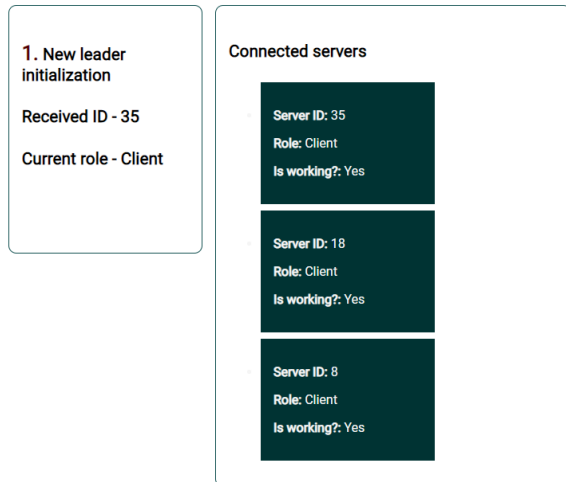 1. New leader
initialization
Received ID - 35
Current role - Client
Connected servers
Server ID: 35
Role: Client
Is working?: Yes
Server ID: 18
Role: Client
Is working?: Yes
Server ID: 8
Role: Client
Is working?: Yes